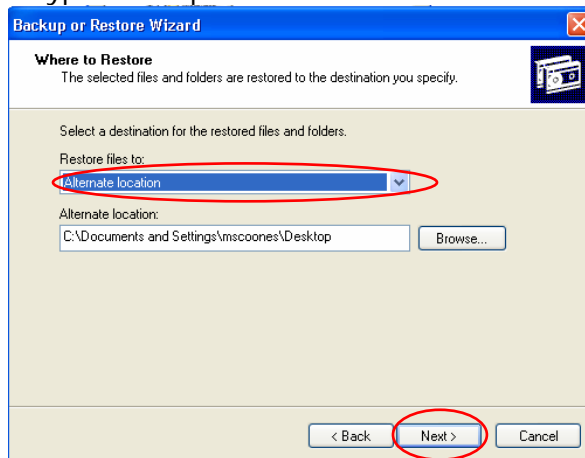 Backup or Restore Wizard
Where to Restore
The selected files and folders are restored to the destination you specify.
Select a destination for the restored files and folders.
Restore files to:
Alternate location
Alternate location:
C:\Documents and Settings\mscoones\Desktop
Browse...
< Back
Next >
Cancel